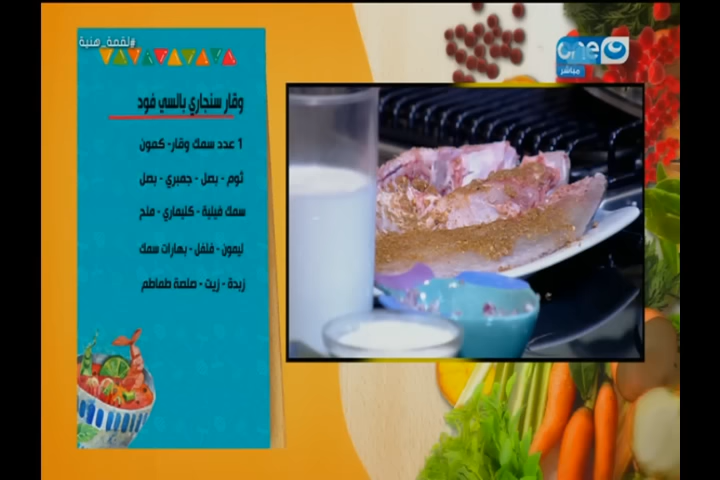 #لقمة_هنية
one
مباشر
وقار سنجاري بالسي فود
1 عدد سمك وقار- كمون
ثوم - بصل - جمبري - بصل
سمك فيلية - كليماري - ملح
ليمون - فلفل - بهارات سمك
زبدة - زيت - صلصة طماطم